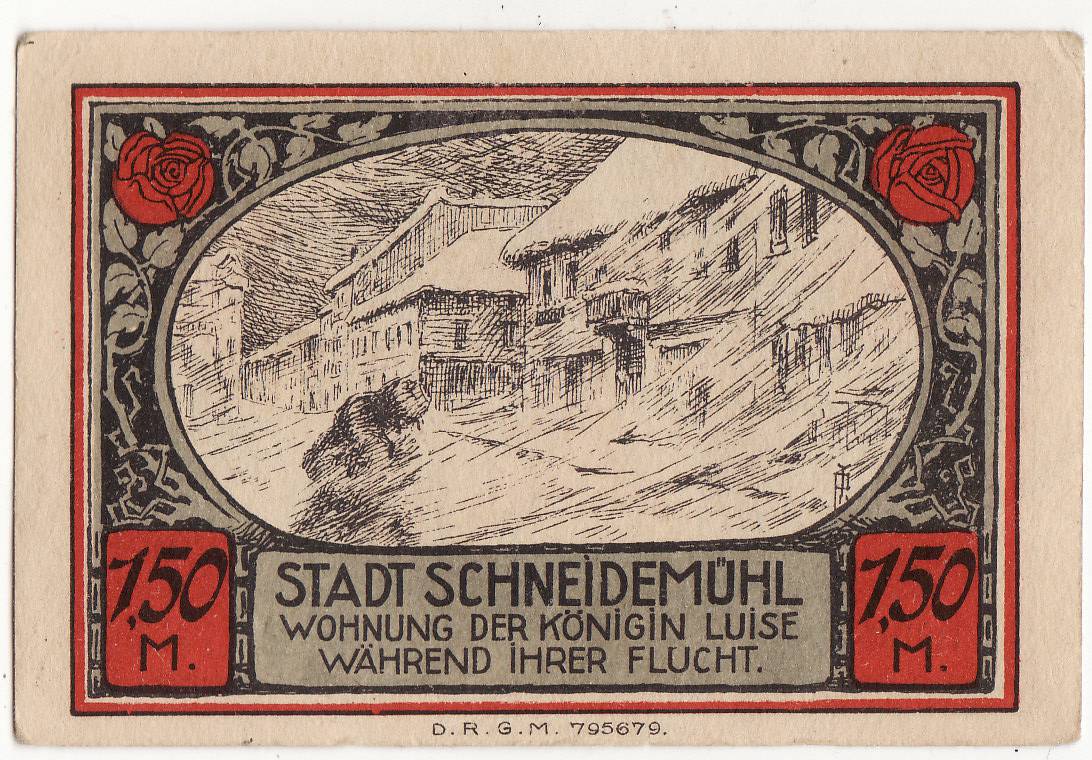 1,50
M.
STADT SCHNEIDEMÜHL
WOHNUNG DER KÖNIGIN LUISE
WÄHREND IHRER FLUCHT.
1,50
M.
D.R.G.M. 795679.